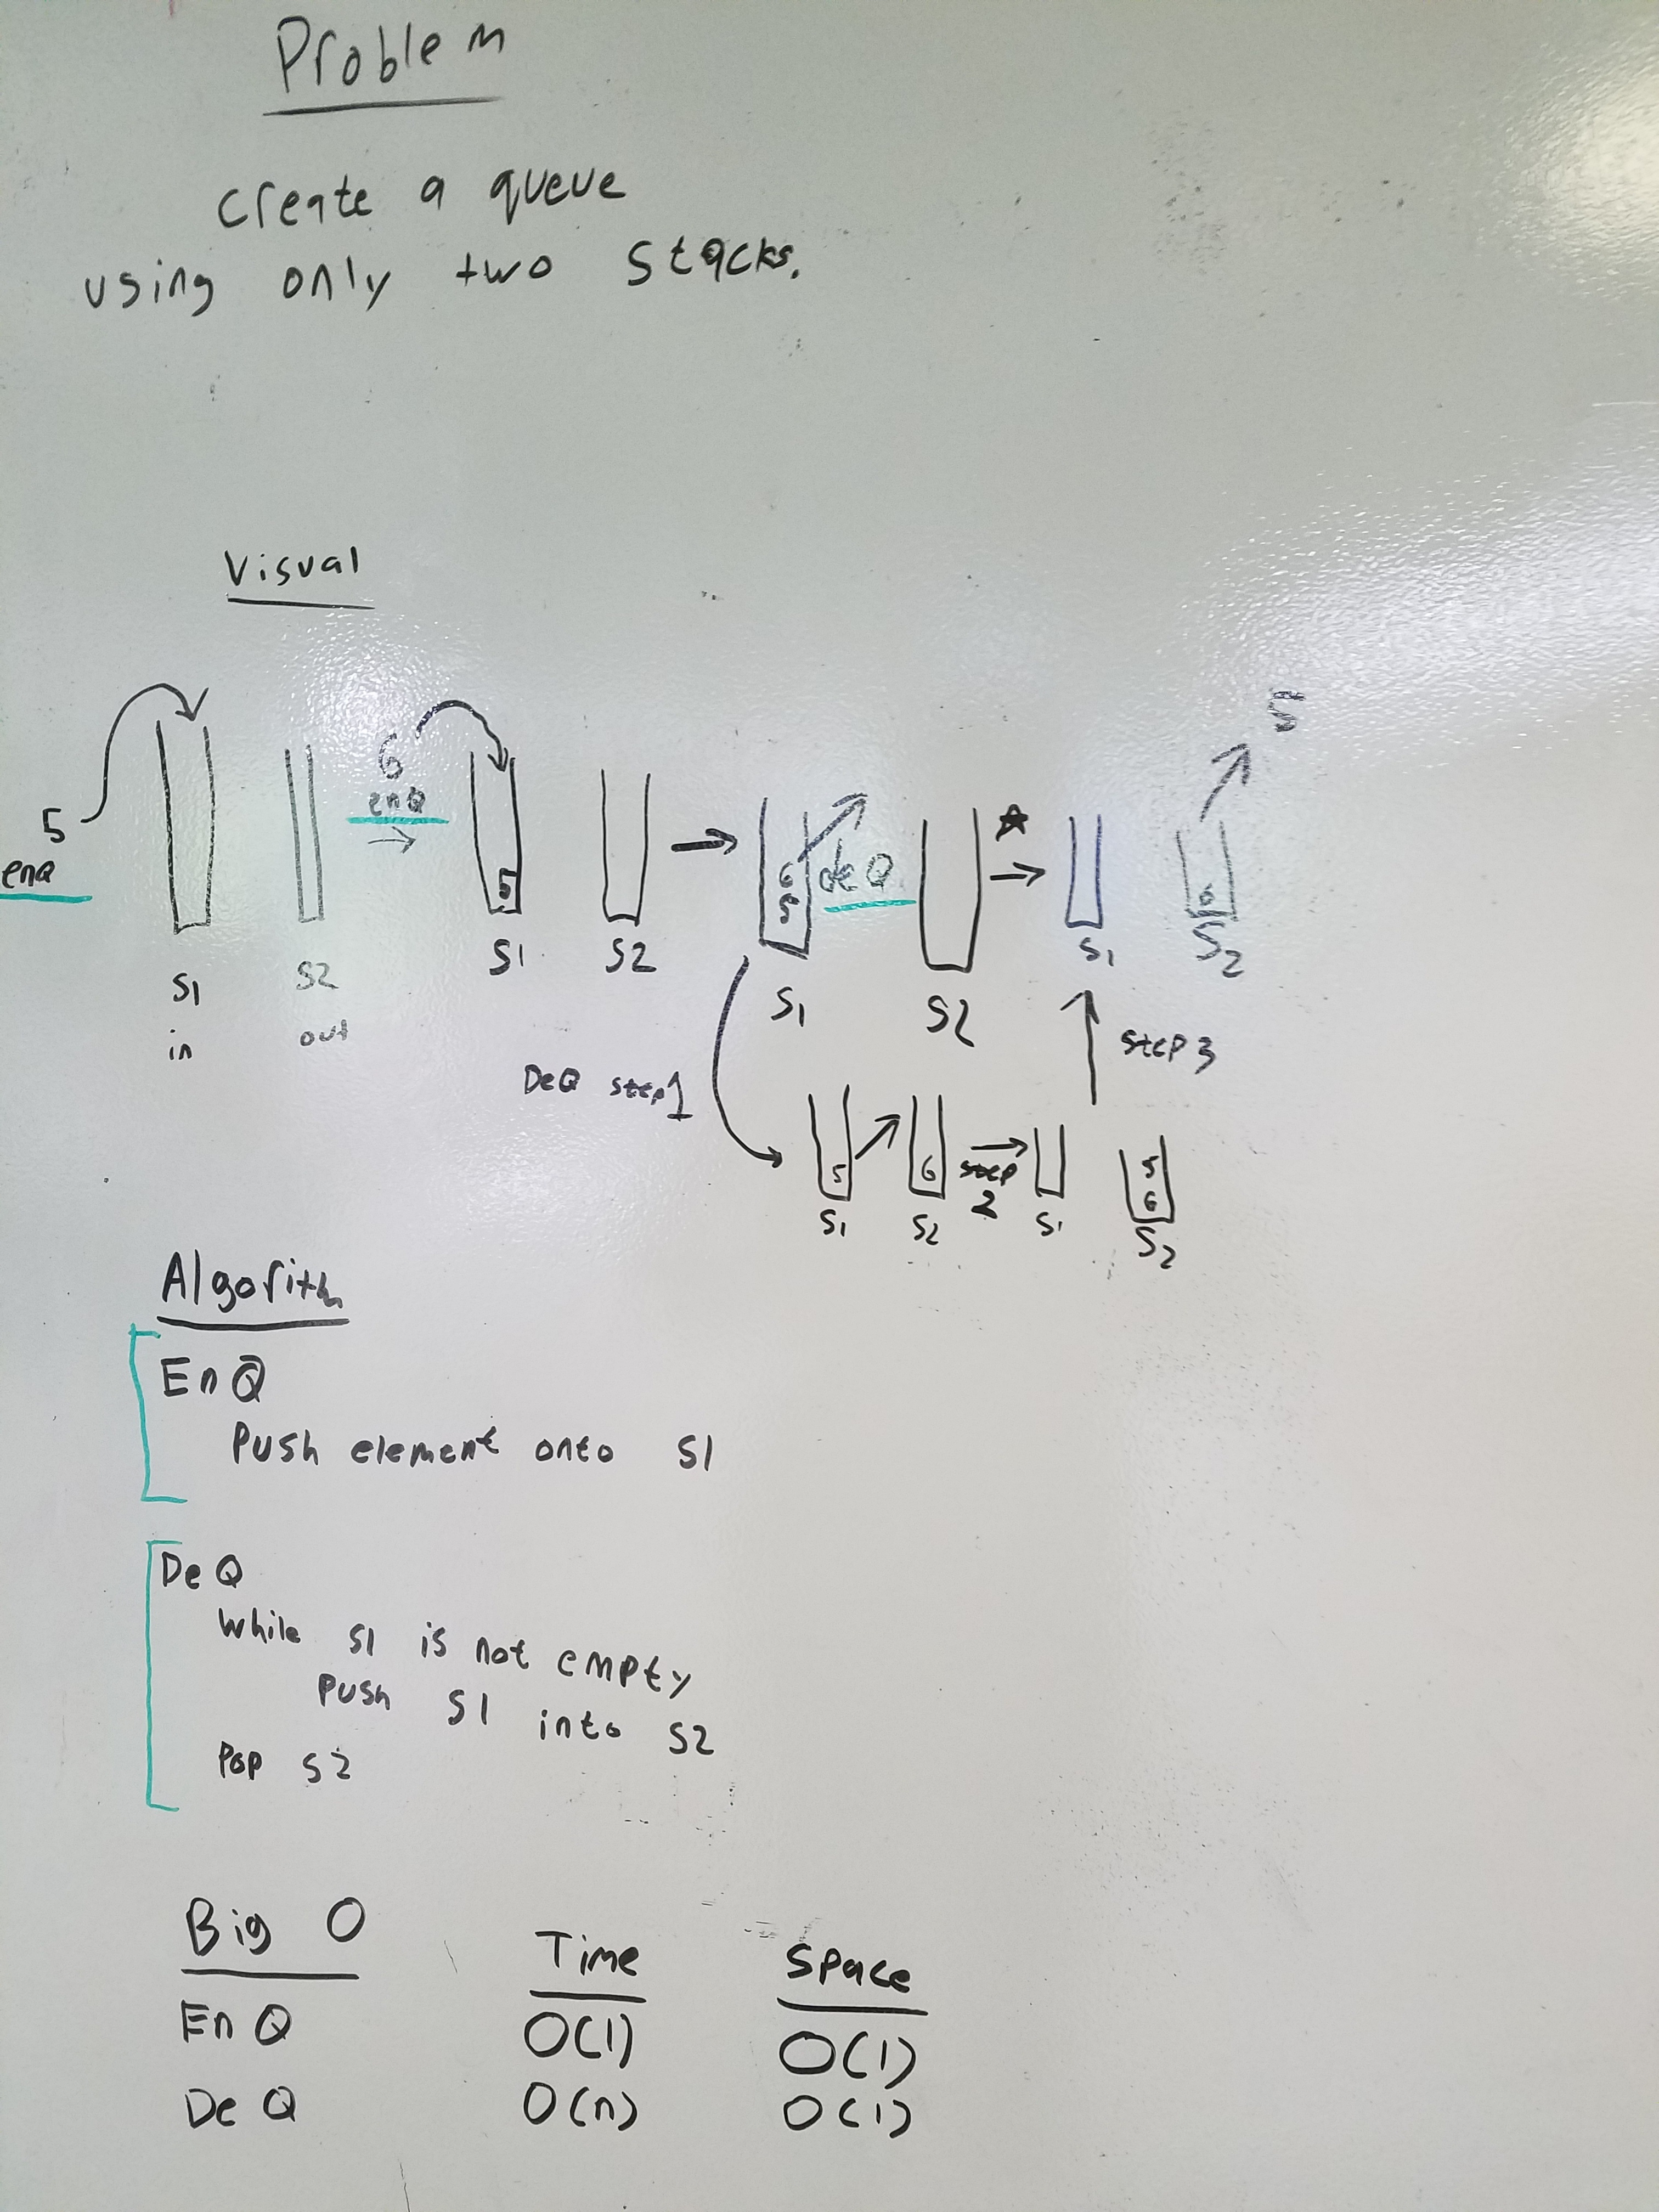 Problem
create a queue
using only two stacks.
Visual
5
enQ
S1
in
S2
out
6
enQ
5
S1
S2
6
5
S1
deQ
S2
S1
5
6
S2
DeQ step1
5
S1
6
S2
step
2
S1
5
6
S2
step 3
Algorith
EnQ
Push element onto S1
DeQ
While S1 is not empty
Push S1 into S2
Pop S2
Big O Time Space
EnQ O(1) O(1)
DeQ O(n) O(1)